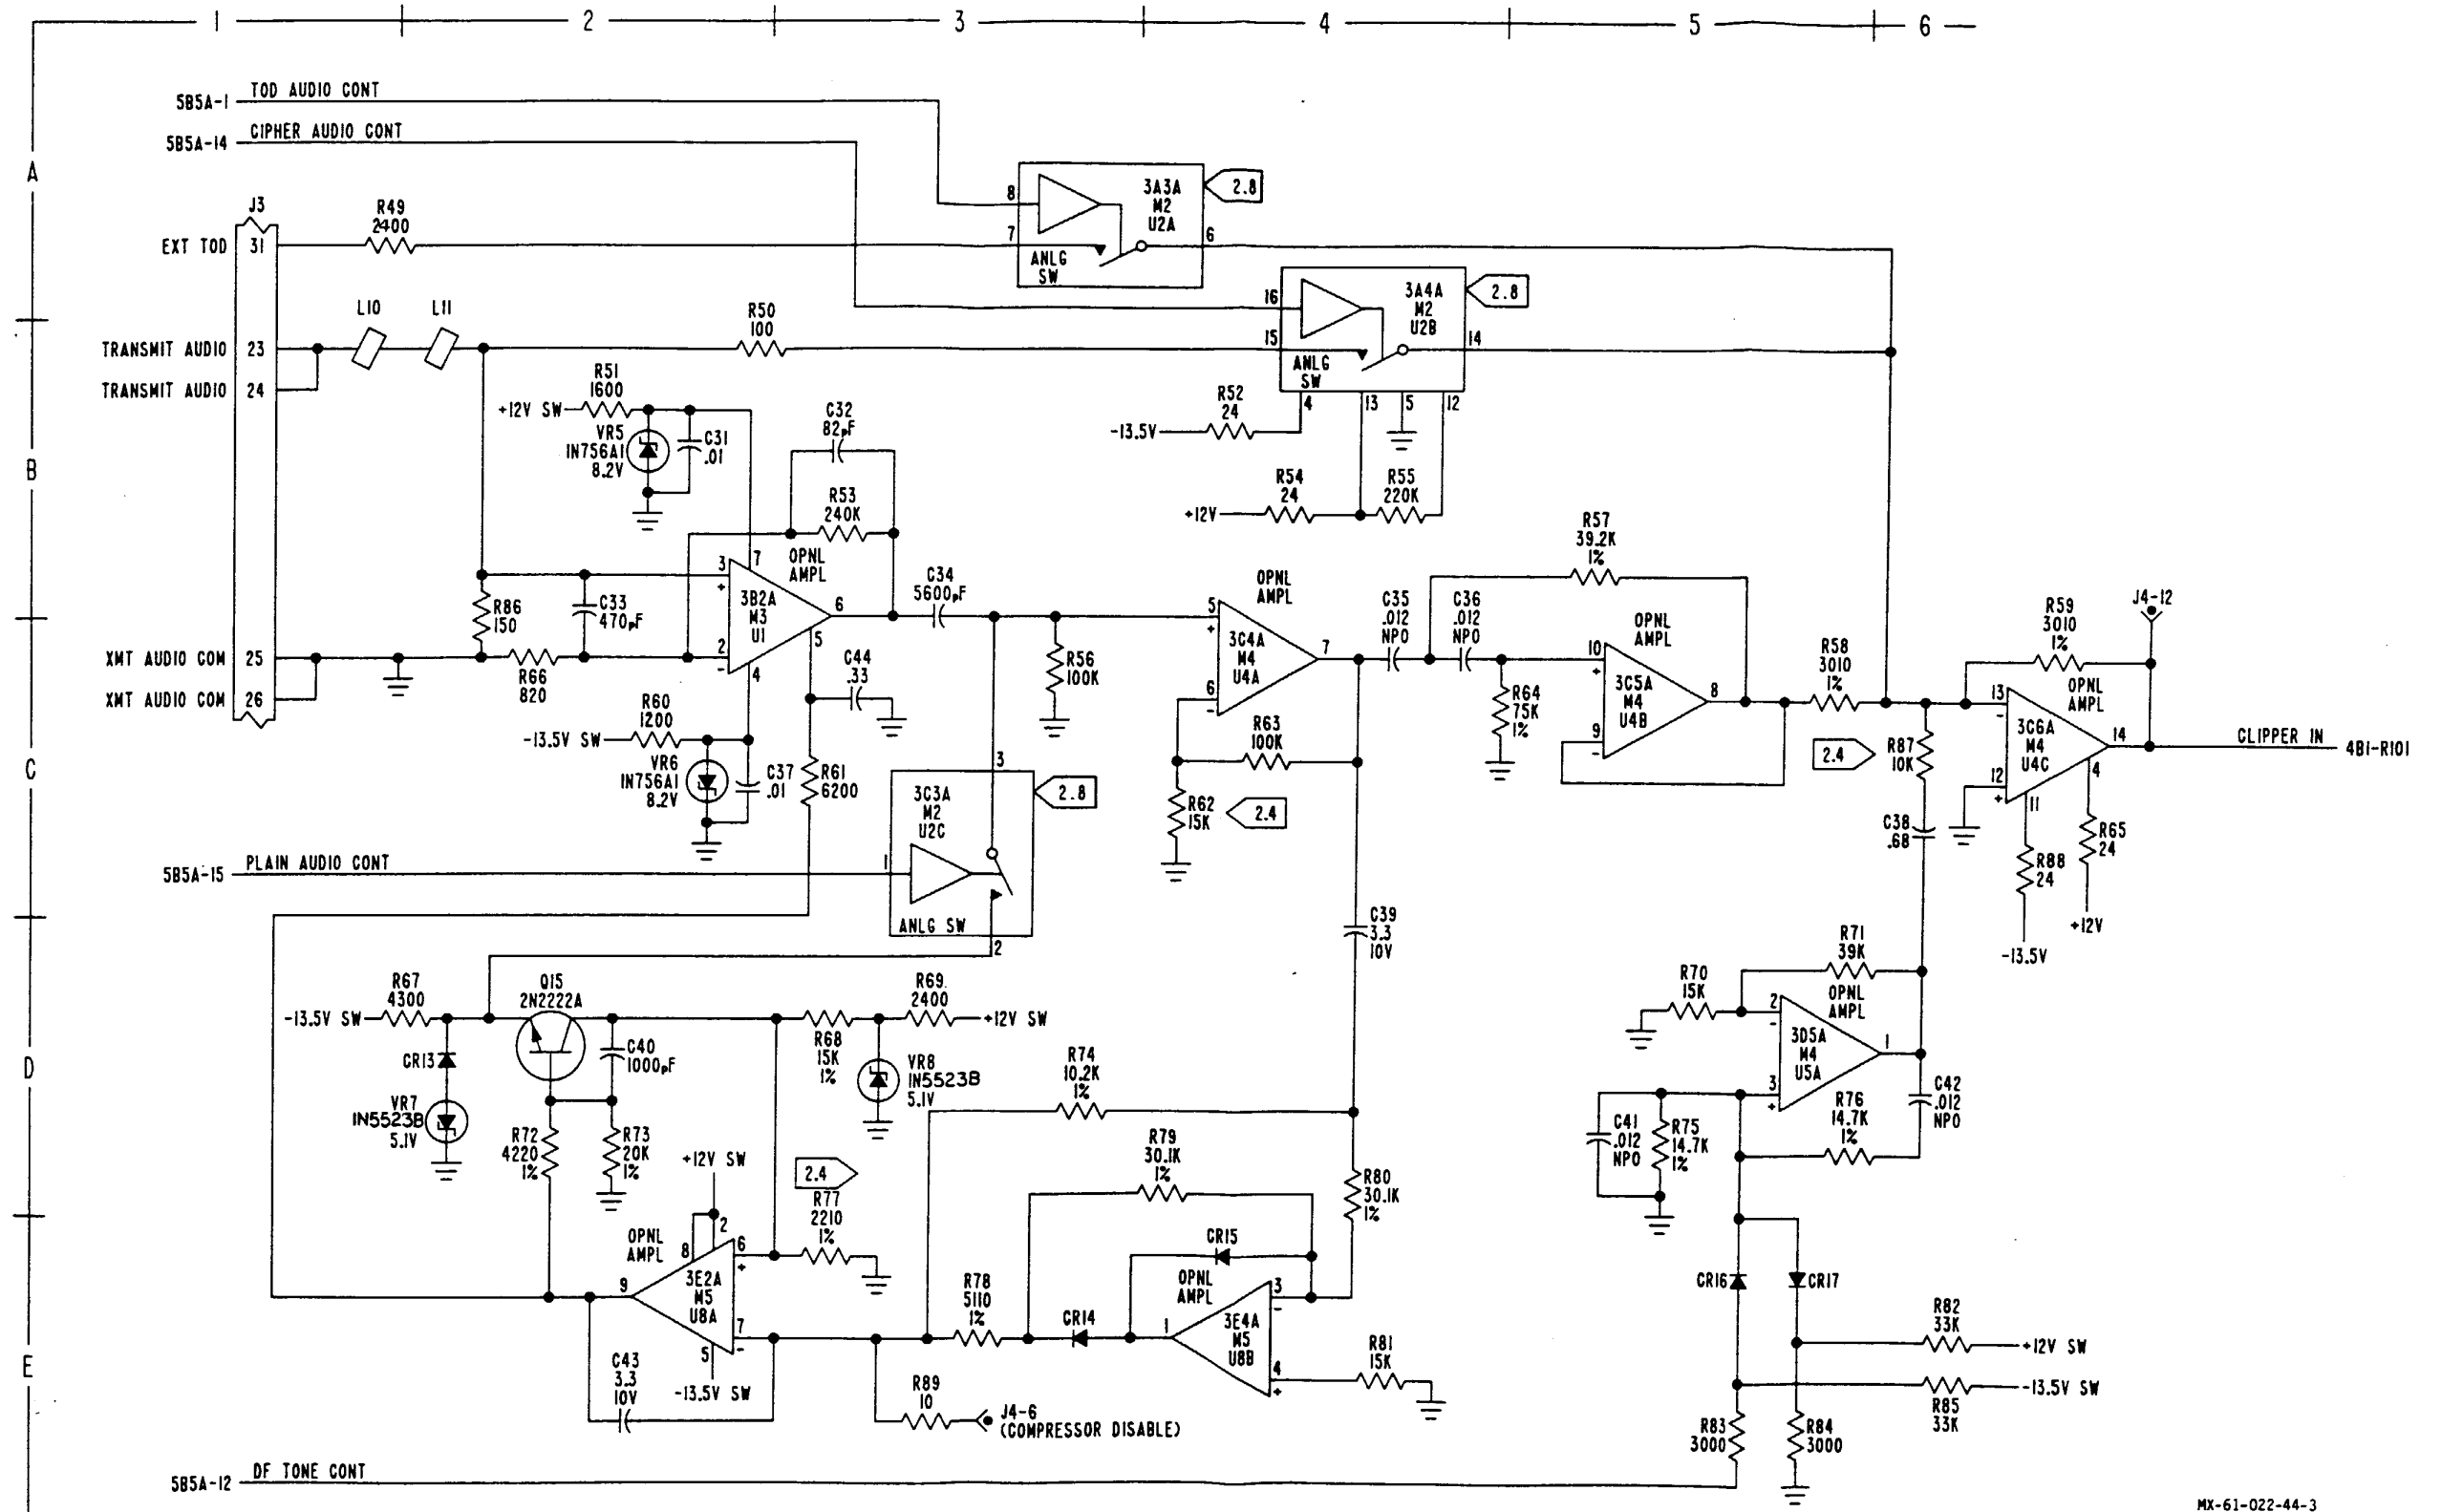 1 2 3 4 5 6
A
B
C
D
E
5B5A-1 TOD AUDIO CONT
5B5A-14 CIPHER AUDIO CONT
J3
EXT TOD 31
R49
2400
8
7
6
3A3A
M2
U2A
ANLG
SW
2.8
L10
L11
TRANSMIT AUDIO 23
TRANSMIT AUDIO 24
R50
100
16
15
14
3A4A
M2
U2B
ANLG
SW
2.8
4
13
5
12
R52
24
-13.5V
R54
24
+12V
R55
220K
R51
1600
+12V SW
VR5
IN756A1
8.2V
C31
.01
C32
82pF
R53
240K
OPNL
AMPL
3
+
7
3B2A
M3
U1
6
5
2
-
4
R86
150
C33
470pF
XMT AUDIO COM 25
XMT AUDIO COM 26
R66
820
C34
5600pF
C44
.33
R60
1200
-13.5V SW
VR6
IN756A1
8.2V
C37
.01
R61
6200
R56
100K
3
3C3A
M2
U2C
2.8
1
ANLG SW
2
5B5A-15 PLAIN AUDIO CONT
OPNL
AMPL
5
+
3C4A
M4
U4A
7
6
-
R63
100K
R62
15K
2.4
C35
.012
NPO
C36
.012
NPO
R57
39.2K
1%
OPNL
AMPL
10
+
3C5A
M4
U4B
8
9
-
R64
75K
1%
R58
3010
1%
2.4
R87
10K
C38
.68
R59
3010
1%
J4-12
OPNL
AMPL
13
-
3C6A
M4
U4C
14
12
+
11
4
R88
24
-13.5V
R65
24
+12V
CLIPPER IN 4B1-R101
C39
3.3
10V
R67
4300
-13.5V SW
Q15
2N2222A
CR13
VR7
IN5523B
5.1V
C40
1000pF
R72
4220
1%
R73
20K
1%
R68
15K
1%
R69
2400
+12V SW
VR8
IN5523B
5.1V
R74
10.2K
1%
+12V SW
2.4
R77
2210
1%
OPNL
AMPL
8
2
6
+
9
3E2A
M5
U8A
7
-
5
-13.5V SW
C43
3.3
10V
R78
5110
1%
CR14
R79
30.1K
1%
CR15
R80
30.1K
1%
OPNL
AMPL
3
-
1
3E4A
M5
U8B
4
+
R81
15K
R89
10
J4-6
(COMPRESSOR DISABLE)
R70
15K
R71
39K
OPNL
AMPL
2
-
3D5A
M4
U5A
1
3
+
C41
.012
NPO
R75
14.7K
1%
R76
14.7K
1%
C42
.012
NPO
CR16
CR17
R82
33K
+12V SW
-13.5V SW
R85
33K
R83
3000
R84
3000
5B5A-12 DF TONE CONT
MX-61-022-44-3